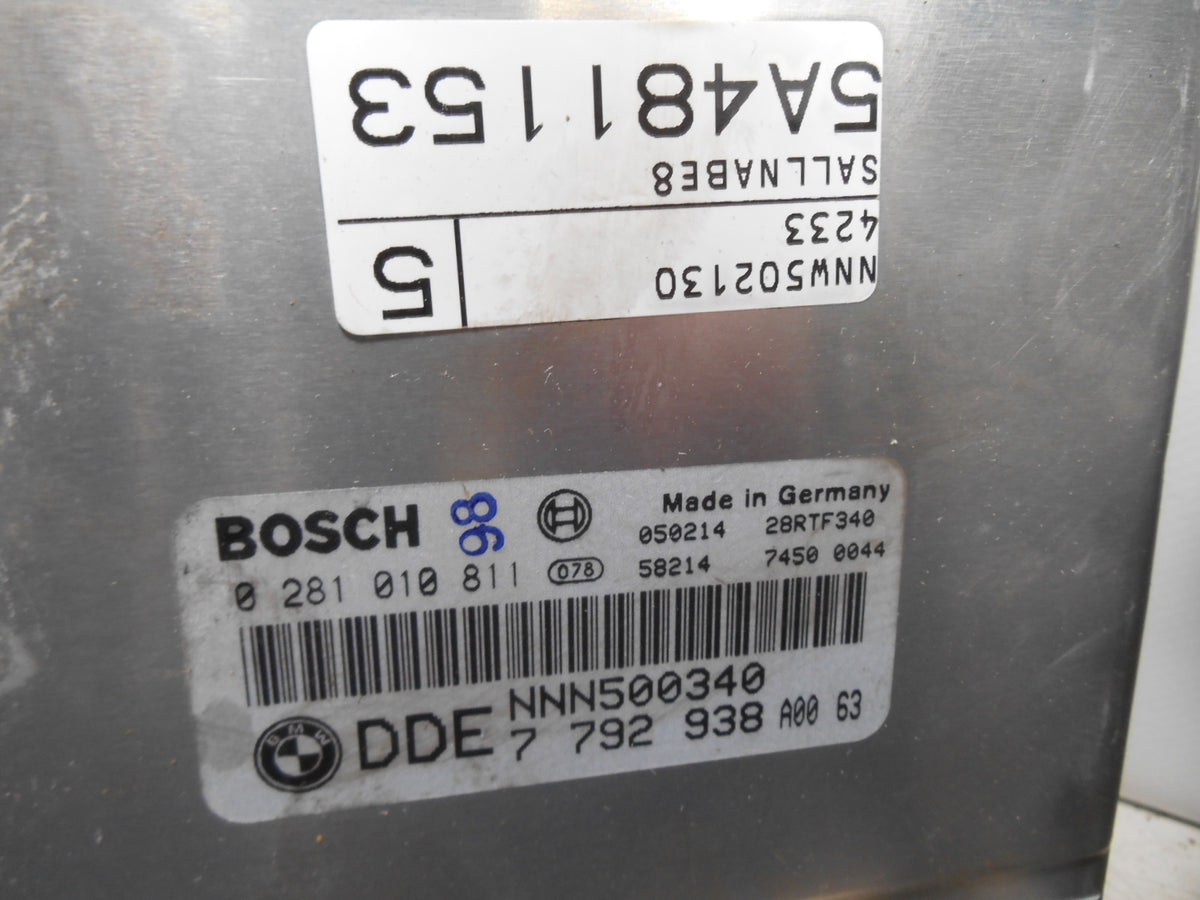 5A481153
SALLNABE8
4233
NNW502130
5
BOSCH 98 Made in Germany
050214 28RTF340
0 281 010 811 078 58214 7450 0044
NNN500340
BMW DDE 7 792 938 A00 63